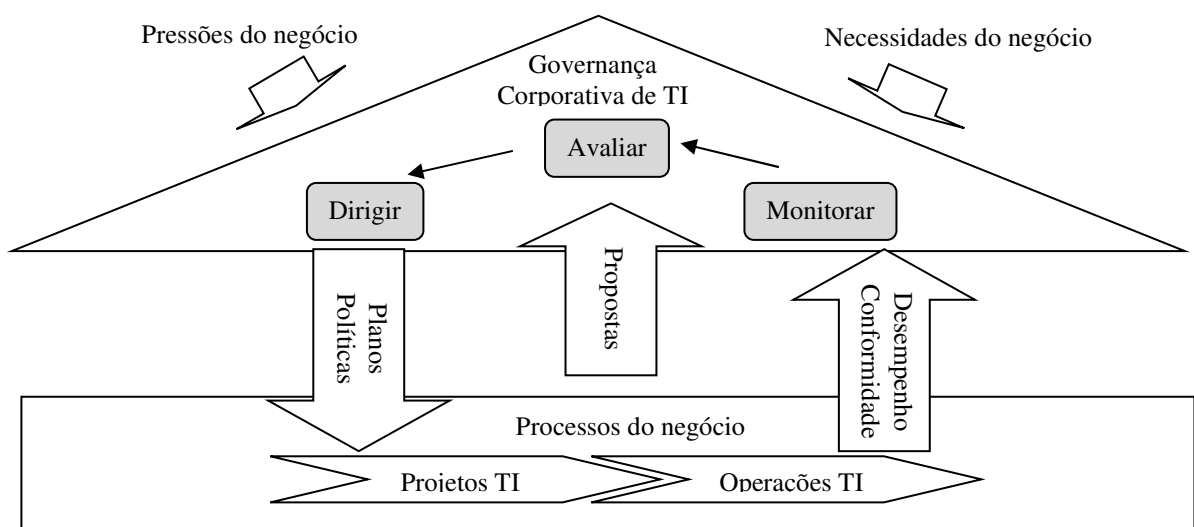 Pressões do negócio
Necessidades do negócio
Governança
Corporativa de TI
Avaliar
Dirigir
Monitorar
Planos
Políticas
Propostas
Desempenho
Conformidade
Processos do negócio
Projetos TI
Operações TI